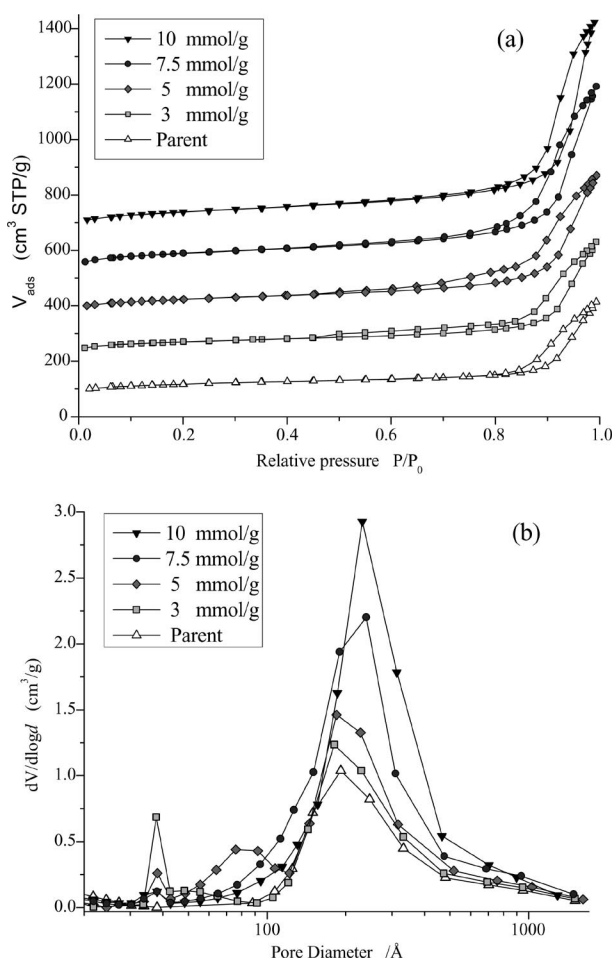 1400
1200
1000
800
600
400
200
0
V_ads (cm³ STP/g)
(a)
10 mmol/g
7.5 mmol/g
5 mmol/g
3 mmol/g
Parent
0.0 0.2 0.4 0.6 0.8 1.0
Relative pressure P/P₀
3.0
2.5
2.0
1.5
1.0
0.5
0.0
dV/dlogd (cm³/g)
(b)
10 mmol/g
7.5 mmol/g
5 mmol/g
3 mmol/g
Parent
100 1000
Pore Diameter /Å